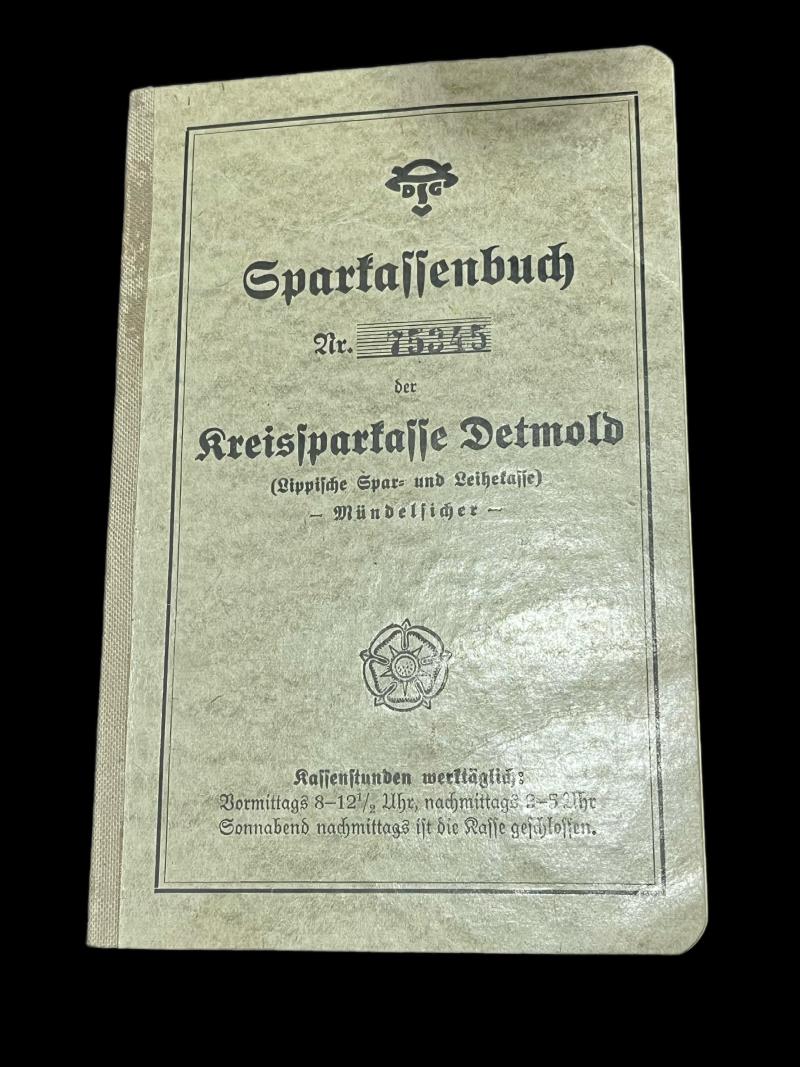 DSG
Sparkassenbuch
Nr. 75345
der
Kreissparkasse Detmold
(Lippische Spar- und Leihekasse)
— Mündelsicher —
Kassenstunden werktäglich:
Vormittags 8–12½ Uhr, nachmittags 3–5 Uhr
Sonnabend nachmittags ist die Kasse geschlossen.